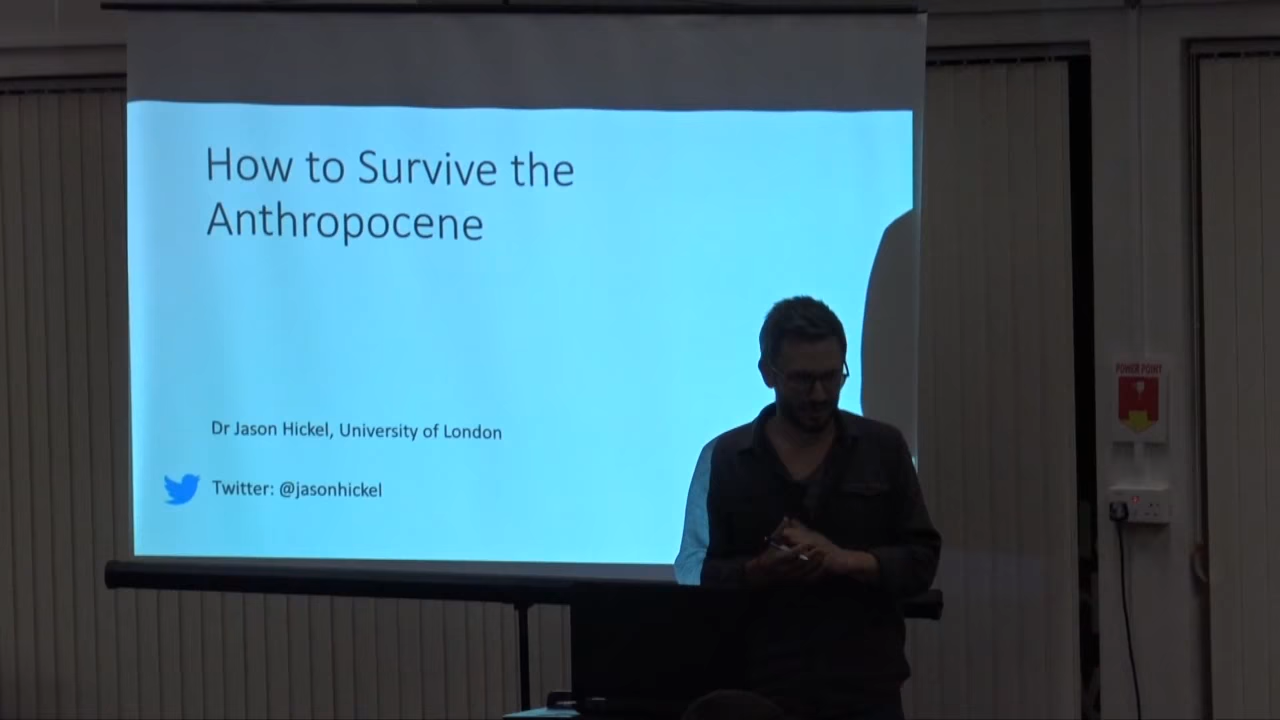 How to Survive the
Anthropocene
Dr Jason Hickel, University of London
Twitter: @jasonhickel
POWER POINT